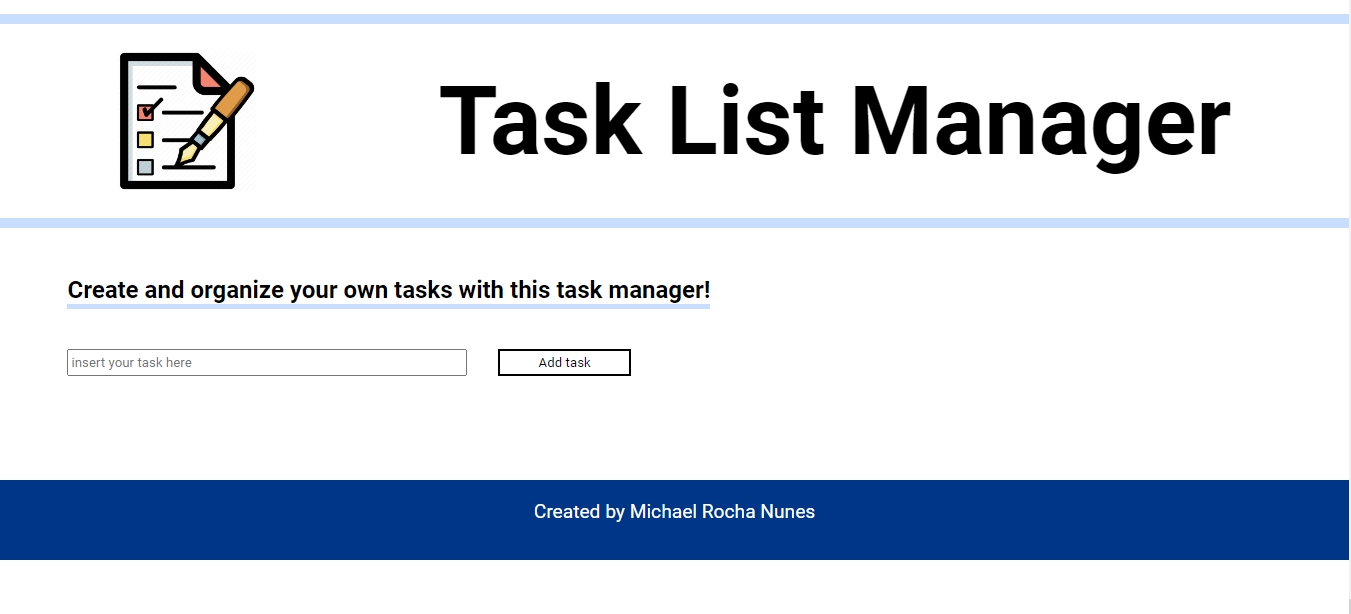 Task List Manager
Create and organize your own tasks with this task manager!
insert your task here
Add task
Created by Michael Rocha Nunes